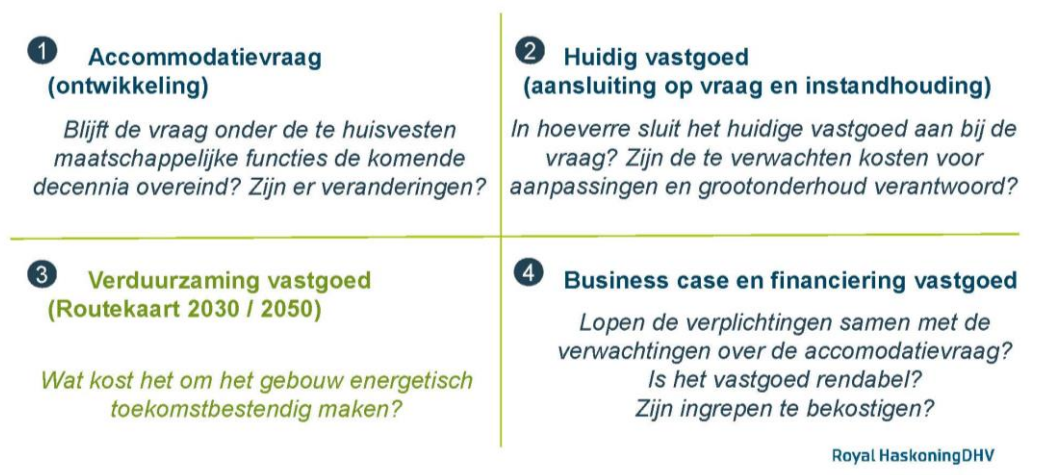 1 Accommodatievraag
(ontwikkeling)
Blijft de vraag onder de te huisvesten
maatschappelijke functies de komende
decennia overeind? Zijn er veranderingen?
2 Huidig vastgoed
(aansluiting op vraag en instandhouding)
In hoeverre sluit het huidige vastgoed aan bij de
vraag? Zijn de te verwachten kosten voor
aanpassingen en grootonderhoud verantwoord?
3 Verduurzaming vastgoed
(Routekaart 2030 / 2050)
Wat kost het om het gebouw energetisch
toekomstbestendig maken?
4 Business case en financiering vastgoed
Lopen de verplichtingen samen met de
verwachtingen over de accomodatievraag?
Is het vastgoed rendabel?
Zijn ingrepen te bekostigen?
Royal HaskoningDHV